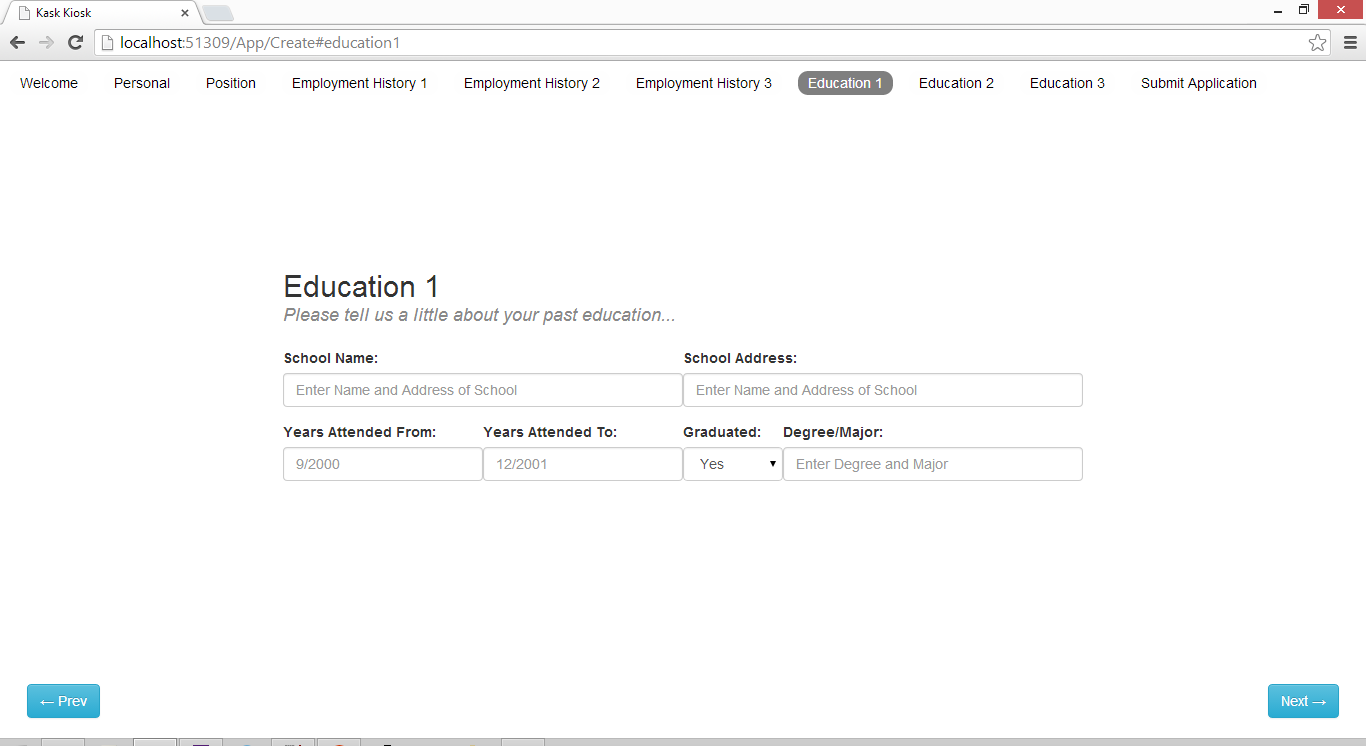 Kask Kiosk
localhost:51309/App/Create#education1
Welcome Personal Position Employment History 1 Employment History 2 Employment History 3 Education 1 Education 2 Education 3 Submit Application
Education 1
Please tell us a little about your past education...
School Name: School Address:
Enter Name and Address of School Enter Name and Address of School
Years Attended From: Years Attended To: Graduated: Degree/Major:
9/2000 12/2001 Yes Enter Degree and Major
← Prev Next →